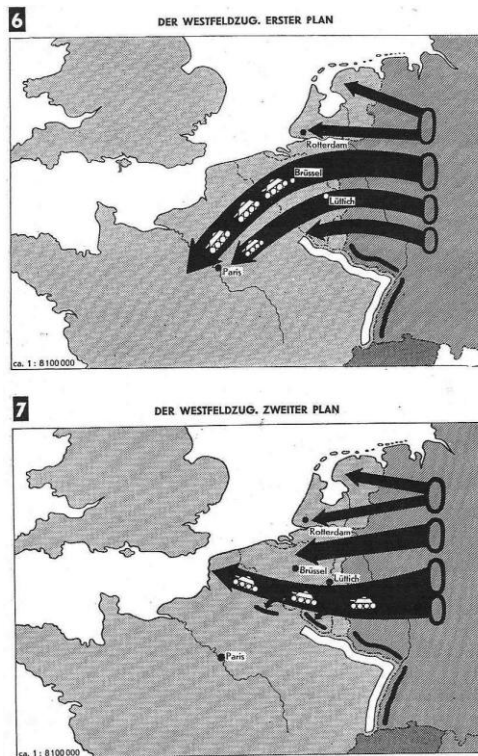 6
DER WESTFELDZUG. ERSTER PLAN
Rotterdam
Brüssel
Lüttich
Paris
ca. 1 : 8100000
7
DER WESTFELDZUG. ZWEITER PLAN
Rotterdam
Brüssel
Lüttich
Paris
ca. 1 : 8100000